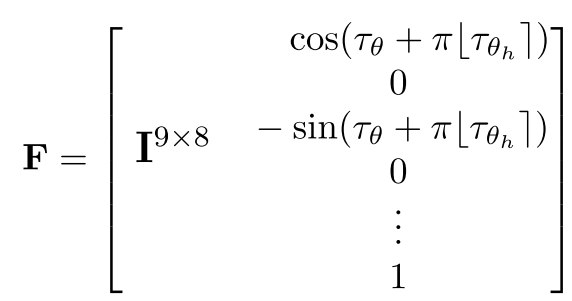 cos(τ_θ + π⌊τ_{θ_h}⌉)
0
− sin(τ_θ + π⌊τ_{θ_h}⌉)
F = I^{9×8}
0
⋮
1